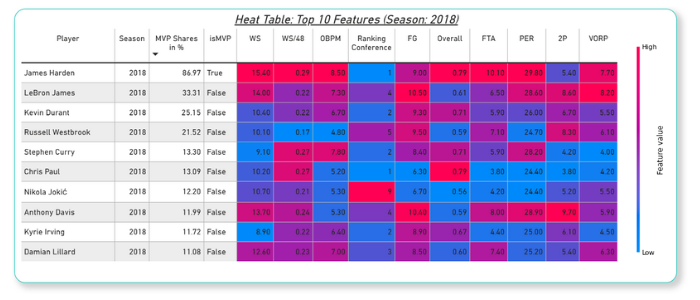 Heat Table: Top 10 Features (Season: 2018)
Player Season MVP Shares in % isMVP WS WS/48 OBPM Ranking Conference FG Overall FTA PER 2P VORP
James Harden 2018 86.97 True 15.40 0.29 8.50 1 9.00 0.79 10.10 29.80 5.40 7.70
LeBron James 2018 33.31 False 14.00 0.22 7.30 4 10.50 0.61 6.50 28.60 8.60 8.20
Kevin Durant 2018 25.15 False 10.40 0.22 6.70 2 9.30 0.71 5.90 26.00 6.70 5.50
Russell Westbrook 2018 21.52 False 10.10 0.17 4.80 5 9.50 0.59 7.10 24.70 8.30 6.10
Stephen Curry 2018 13.30 False 9.10 0.27 7.80 2 8.40 0.71 5.90 28.20 4.20 4.00
Chris Paul 2018 13.09 False 10.20 0.27 5.20 1 6.30 0.79 3.80 24.40 3.80 4.20
Nikola Jokić 2018 12.20 False 10.70 0.21 5.30 9 6.70 0.56 4.20 24.40 5.20 5.50
Anthony Davis 2018 11.99 False 13.70 0.24 5.30 4 10.40 0.59 8.00 28.90 9.70 5.90
Kyrie Irving 2018 11.72 False 8.90 0.22 6.40 2 8.90 0.67 4.40 25.00 6.10 4.50
Damian Lillard 2018 11.08 False 12.60 0.23 7.00 3 8.50 0.60 7.40 25.20 5.40 6.30
High
Feature value
Low